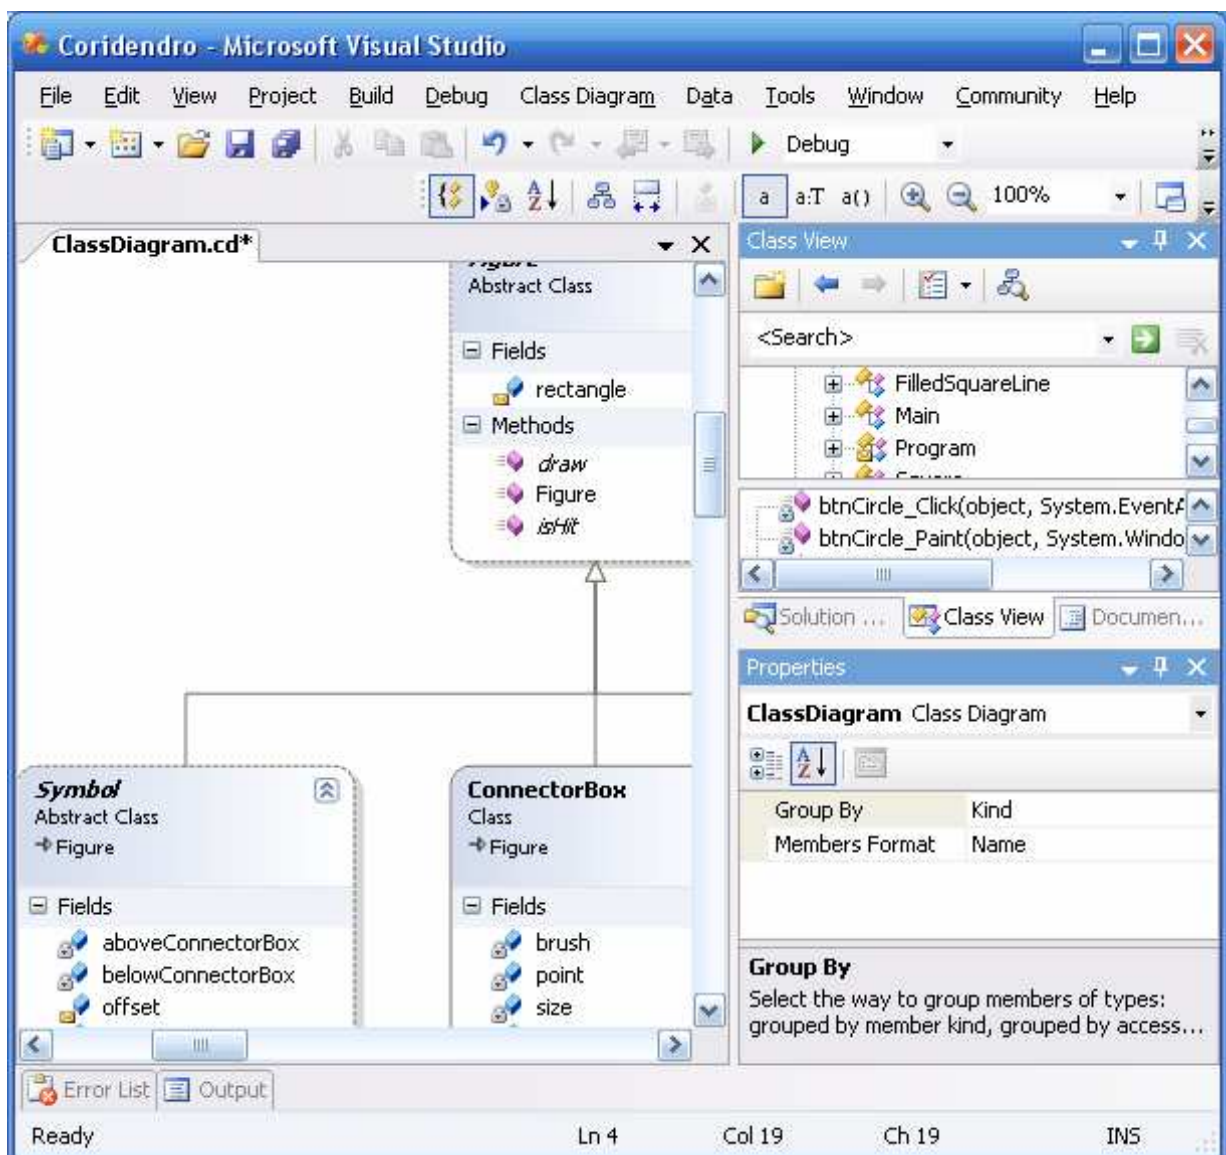 Coridendro - Microsoft Visual Studio
File Edit View Project Build Debug Class Diagram Data Tools Window Community Help
Debug
a a:T a() 100%
ClassDiagram.cd*
Figure
Abstract Class
Fields
rectangle
Methods
draw
Figure
isHit
Symbol
Abstract Class
Figure
Fields
aboveConnectorBox
belowConnectorBox
offset
ConnectorBox
Class
Figure
Fields
brush
point
size
Class View
<Search>
FilledSquareLine
Main
Program
Square
btnCircle_Click(object, System.EventA
btnCircle_Paint(object, System.Windo
Solution ... Class View Documen...
Properties
ClassDiagram Class Diagram
Group By Kind
Members Format Name
Group By
Select the way to group members of types:
grouped by member kind, grouped by access...
Error List Output
Ready Ln 4 Col 19 Ch 19 INS